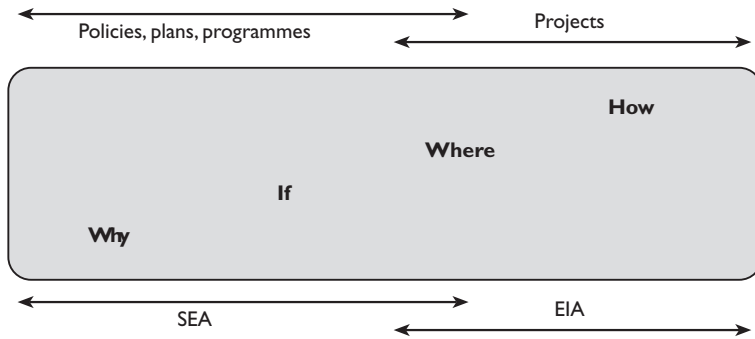 Policies, plans, programmes
Projects
How
Where
If
Why
SEA
EIA